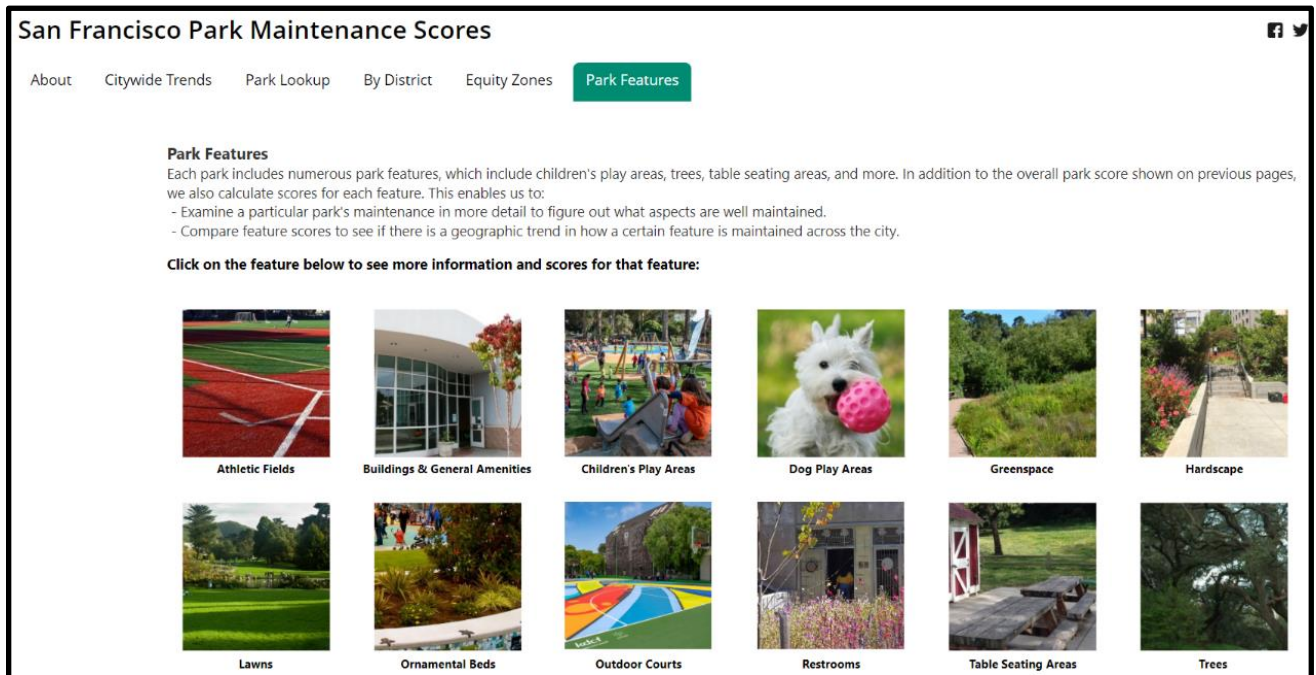 San Francisco Park Maintenance Scores
About Citywide Trends Park Lookup By District Equity Zones Park Features
Park Features
Each park includes numerous park features, which include children's play areas, trees, table seating areas, and more. In addition to the overall park score shown on previous pages,
we also calculate scores for each feature. This enables us to:
- Examine a particular park's maintenance in more detail to figure out what aspects are well maintained.
- Compare feature scores to see if there is a geographic trend in how a certain feature is maintained across the city.
Click on the feature below to see more information and scores for that feature:
Athletic Fields Buildings & General Amenities Children's Play Areas Dog Play Areas Greenspace Hardscape
Lawns Ornamental Beds Outdoor Courts Restrooms Table Seating Areas Trees